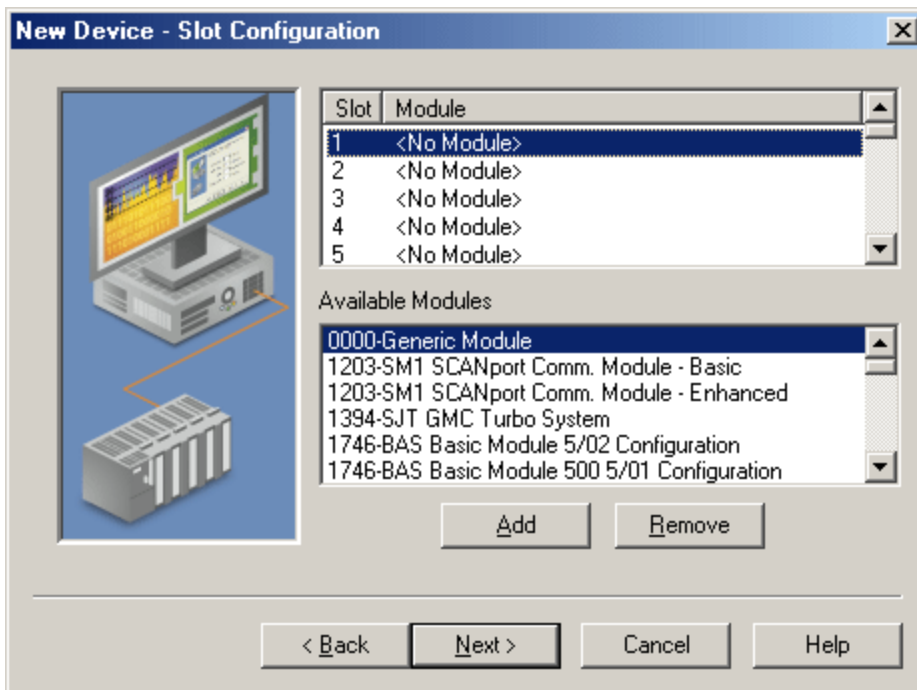 New Device - Slot Configuration
Slot Module
1 <No Module>
2 <No Module>
3 <No Module>
4 <No Module>
5 <No Module>
Available Modules
0000-Generic Module
1203-SM1 SCANport Comm. Module - Basic
1203-SM1 SCANport Comm. Module - Enhanced
1394-SJT GMC Turbo System
1746-BAS Basic Module 5/02 Configuration
1746-BAS Basic Module 500 5/01 Configuration
Add Remove
< Back Next > Cancel Help